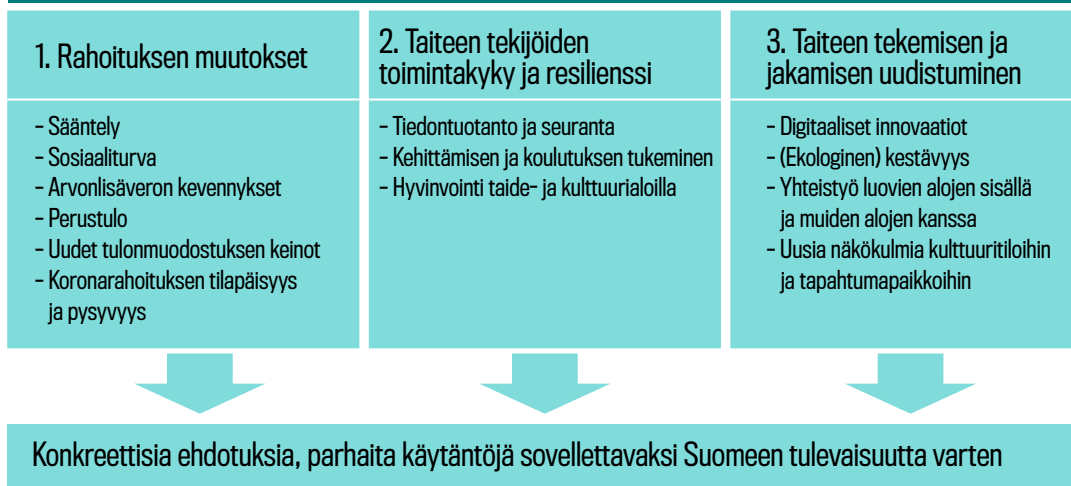 1. Rahoituksen muutokset
– Sääntely
– Sosiaaliturva
– Arvonlisäveron kevennykset
– Perustulo
– Uudet tulonmuodostuksen keinot
– Koronarahoituksen tilapäisyys
ja pysyvyys
2. Taiteen tekijöiden
toimintakyky ja resilienssi
– Tiedontuotanto ja seuranta
– Kehittämisen ja koulutuksen tukeminen
– Hyvinvointi taide- ja kulttuurialoilla
3. Taiteen tekemisen ja
jakamisen uudistuminen
– Digitaaliset innovaatiot
– (Ekologinen) kestävyys
– Yhteistyö luovien alojen sisällä
ja muiden alojen kanssa
– Uusia näkökulmia kulttuuritiloihin
ja tapahtumapaikkoihin
Konkreettisia ehdotuksia, parhaita käytäntöjä sovellettavaksi Suomeen tulevaisuutta varten